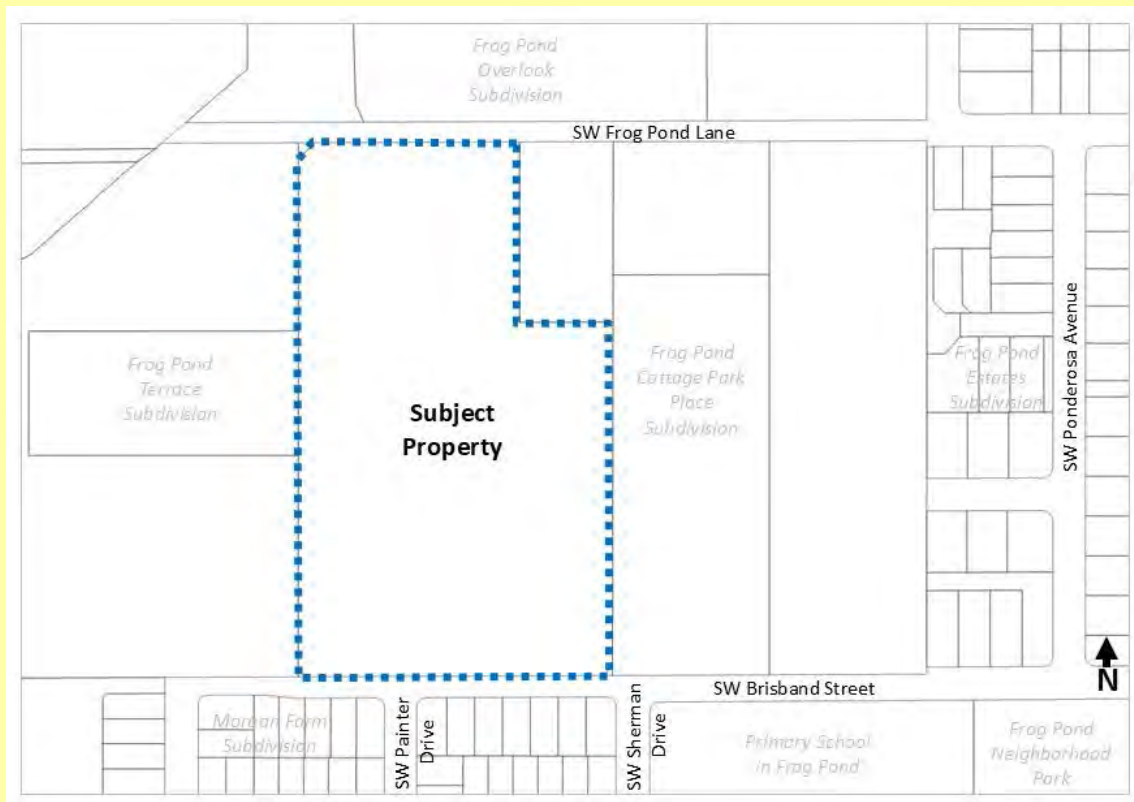 Frog Pond
Overlook
Subdivision
SW Frog Pond Lane
Frog Pond
Terrace
Subdivision
Subject
Property
Frog Pond
Cottage Park
Place
Subdivision
Frog Pond
Estates
Subdivision
SW Ponderosa Avenue
N
SW Brisband Street
Morgan Farm
Subdivision
SW Painter
Drive
SW Sherman
Drive
Primary School
in Frog Pond
Frog Pond
Neighborhood
Park